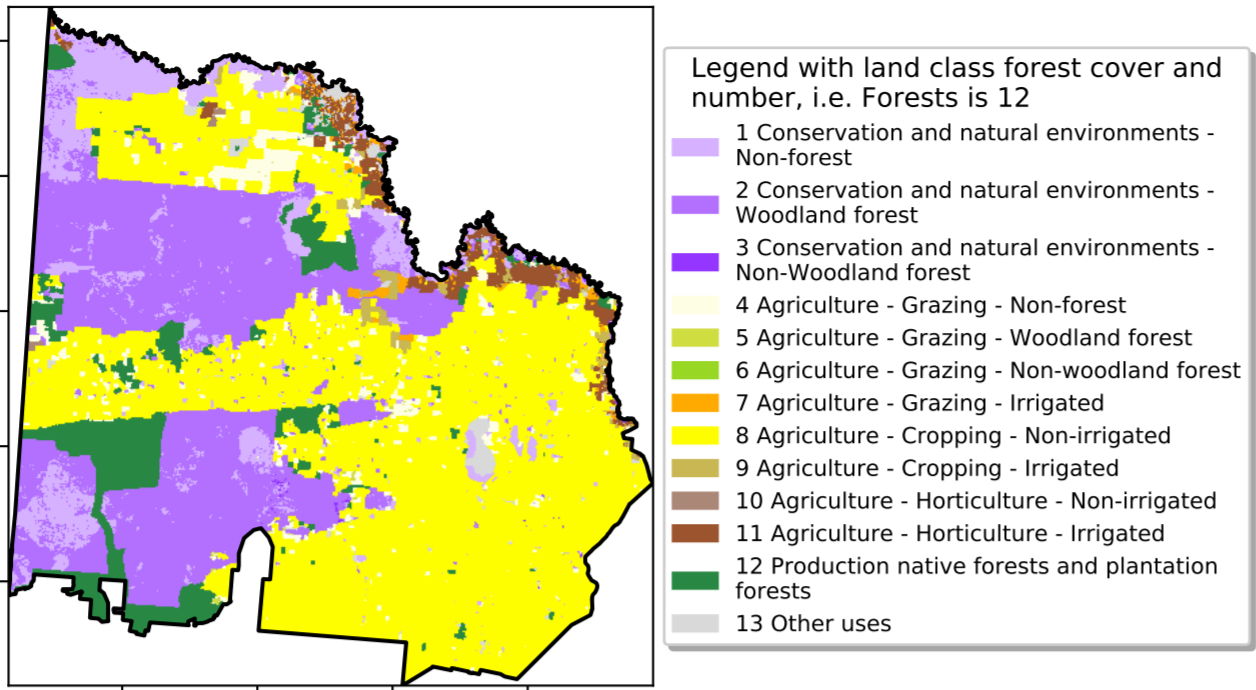 Legend with land class forest cover and
number, i.e. Forests is 12
1 Conservation and natural environments -
Non-forest
2 Conservation and natural environments -
Woodland forest
3 Conservation and natural environments -
Non-Woodland forest
4 Agriculture - Grazing - Non-forest
5 Agriculture - Grazing - Woodland forest
6 Agriculture - Grazing - Non-woodland forest
7 Agriculture - Grazing - Irrigated
8 Agriculture - Cropping - Non-irrigated
9 Agriculture - Cropping - Irrigated
10 Agriculture - Horticulture - Non-irrigated
11 Agriculture - Horticulture - Irrigated
12 Production native forests and plantation
forests
13 Other uses